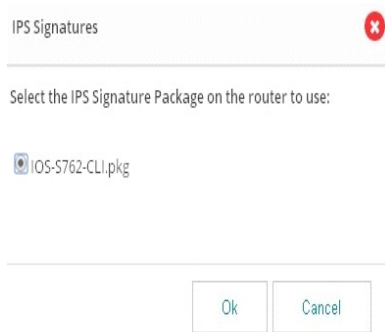 IPS Signatures
Select the IPS Signature Package on the router to use:
IOS-S762-CLI.pkg
Ok Cancel